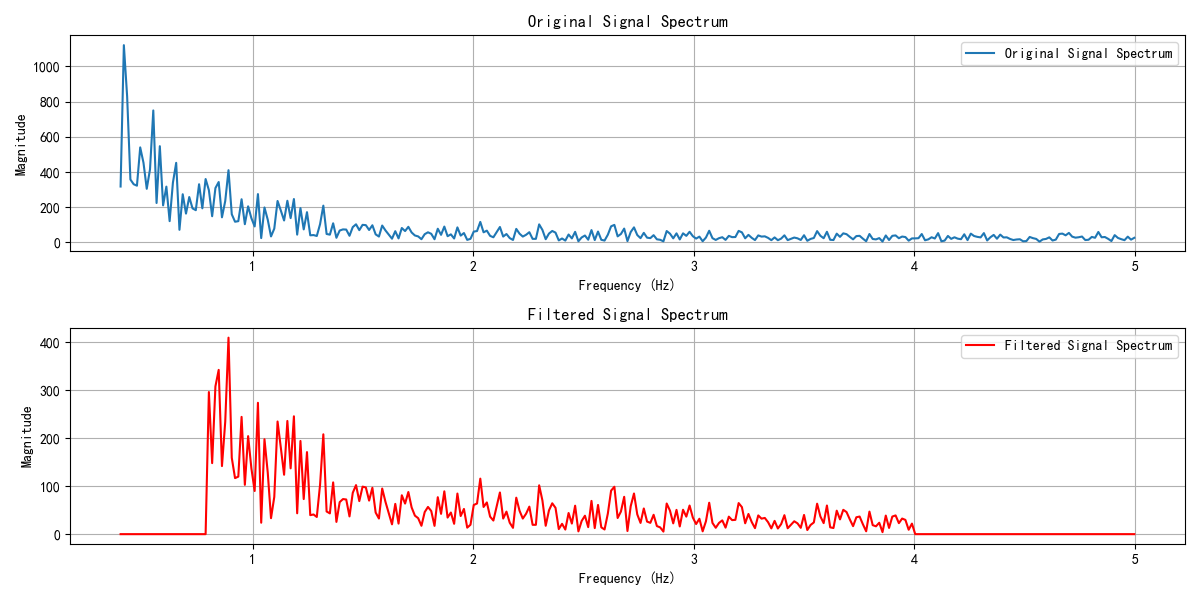 Original Signal Spectrum
Original Signal Spectrum
1000
800
600
400
200
0
Magnitude
1 2 3 4 5
Frequency (Hz)
Filtered Signal Spectrum
Filtered Signal Spectrum
400
300
200
100
0
Magnitude
1 2 3 4 5
Frequency (Hz)